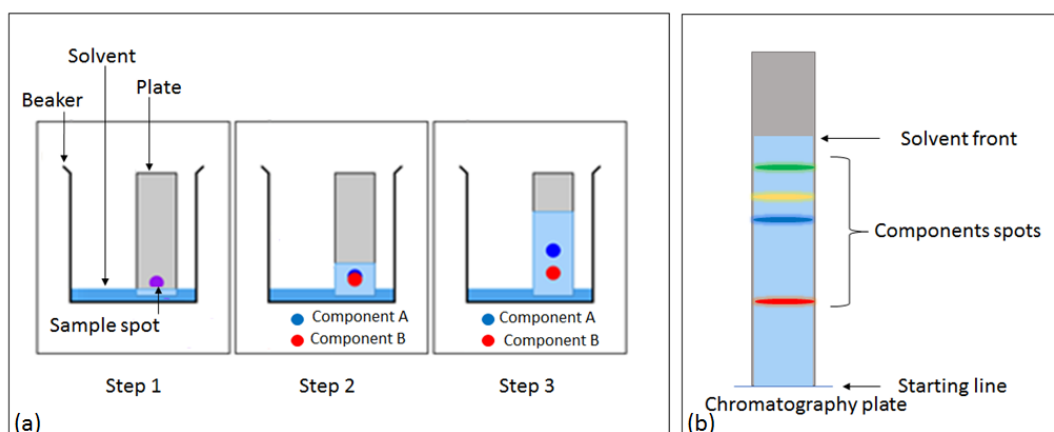 Solvent
Plate
Beaker
Sample spot
Component A
Component B
Component A
Component B
Step 1
Step 2
Step 3
(a)
Solvent front
Components spots
Starting line
Chromatography plate
(b)